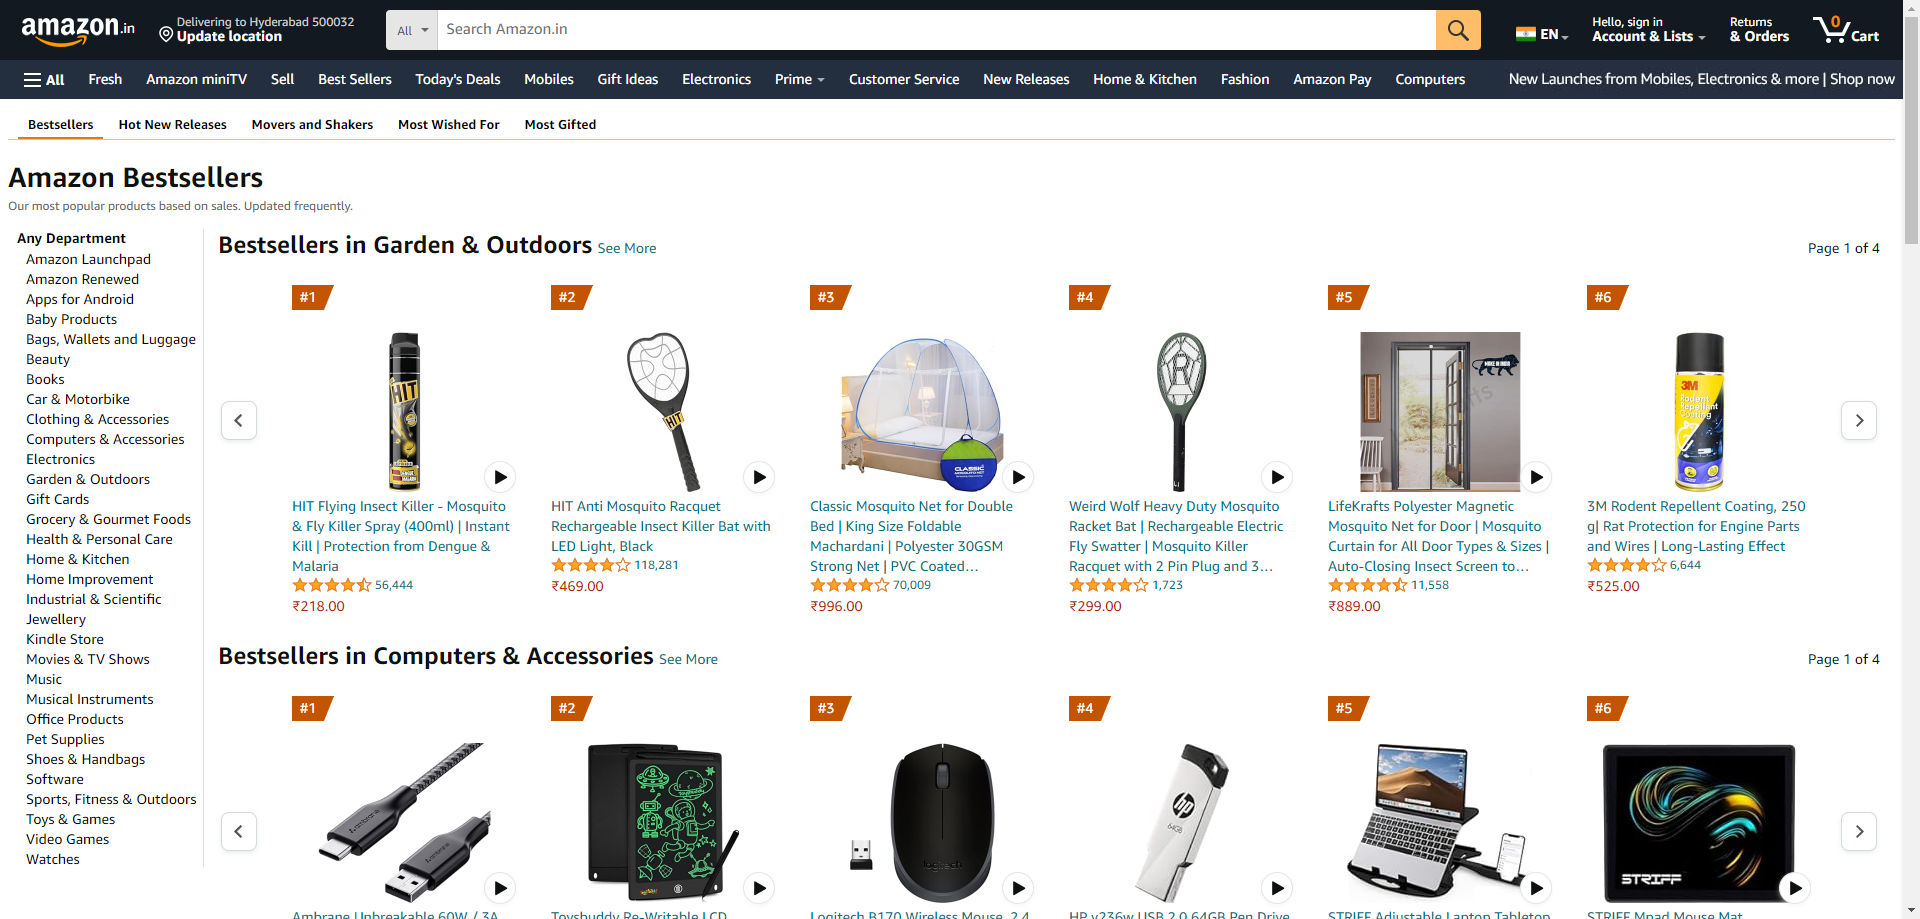 amazon.in
Delivering to Hyderabad 500032
Update location
All
Search Amazon.in
EN
Hello, sign in
Account & Lists
Returns
& Orders
0
Cart
All
Fresh
Amazon miniTV
Sell
Best Sellers
Today's Deals
Mobiles
Gift Ideas
Electronics
Prime
Customer Service
New Releases
Home & Kitchen
Fashion
Amazon Pay
Computers
New Launches from Mobiles, Electronics & more | Shop now
Bestsellers
Hot New Releases
Movers and Shakers
Most Wished For
Most Gifted
Amazon Bestsellers
Our most popular products based on sales. Updated frequently.
Any Department
Amazon Launchpad
Amazon Renewed
Apps for Android
Baby Products
Bags, Wallets and Luggage
Beauty
Books
Car & Motorbike
Clothing & Accessories
Computers & Accessories
Electronics
Garden & Outdoors
Gift Cards
Grocery & Gourmet Foods
Health & Personal Care
Home & Kitchen
Home Improvement
Industrial & Scientific
Jewellery
Kindle Store
Movies & TV Shows
Music
Musical Instruments
Office Products
Pet Supplies
Shoes & Handbags
Software
Sports, Fitness & Outdoors
Toys & Games
Video Games
Watches
Bestsellers in Garden & Outdoors See More
Page 1 of 4
#1
HIT
HIT Flying Insect Killer - Mosquito
& Fly Killer Spray (400ml) | Instant
Kill | Protection from Dengue &
Malaria
56,444
₹218.00
#2
HIT
HIT Anti Mosquito Racquet
Rechargeable Insect Killer Bat with
LED Light, Black
118,281
₹469.00
#3
CLASSIC
Classic Mosquito Net for Double
Bed | King Size Foldable
Machardani | Polyester 30GSM
Strong Net | PVC Coated…
70,009
₹996.00
#4
Weird Wolf Heavy Duty Mosquito
Racket Bat | Rechargeable Electric
Fly Swatter | Mosquito Killer
Racquet with 2 Pin Plug and 3…
1,723
₹299.00
#5
MAKE IN INDIA
LifeKrafts Polyester Magnetic
Mosquito Net for Door | Mosquito
Curtain for All Door Types & Sizes |
Auto-Closing Insect Screen to…
11,558
₹889.00
#6
3M
Rodent
Repellent
Coating
3M Rodent Repellent Coating, 250
g| Rat Protection for Engine Parts
and Wires | Long-Lasting Effect
6,644
₹525.00
Bestsellers in Computers & Accessories See More
Page 1 of 4
#1
ambrane
ambrane
Ambrane Unbreakable 60W / 3A
#2
Toysbuddy Re-Writable LCD
#3
logitech
Logitech B170 Wireless Mouse, 2.4
#4
hp
64GB
HP v236w USB 2.0 64GB Pen Drive
#5
STRIFF Adjustable Laptop Tabletop
#6
STRIFF
STRIFF Mpad Mouse Mat